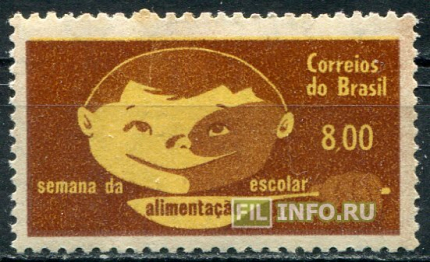 Correios
do Brasil
8,00
semana da escolar
alimentaçã
FIL INFO.RU